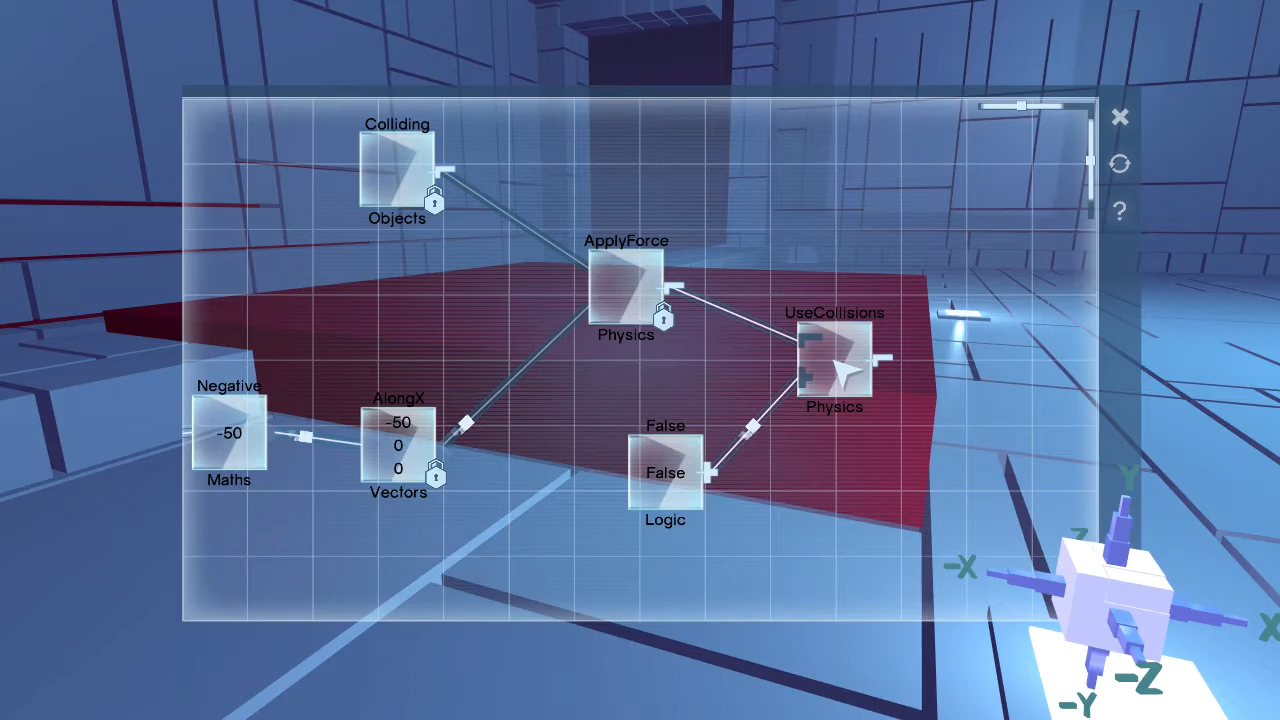 Colliding
Objects
ApplyForce
Physics
UseCollisions
Physics
Negative
-50
Maths
AlongX
-50
0
0
Vectors
False
False
Logic
?
Y
Z
-X
X
-Z
-Y